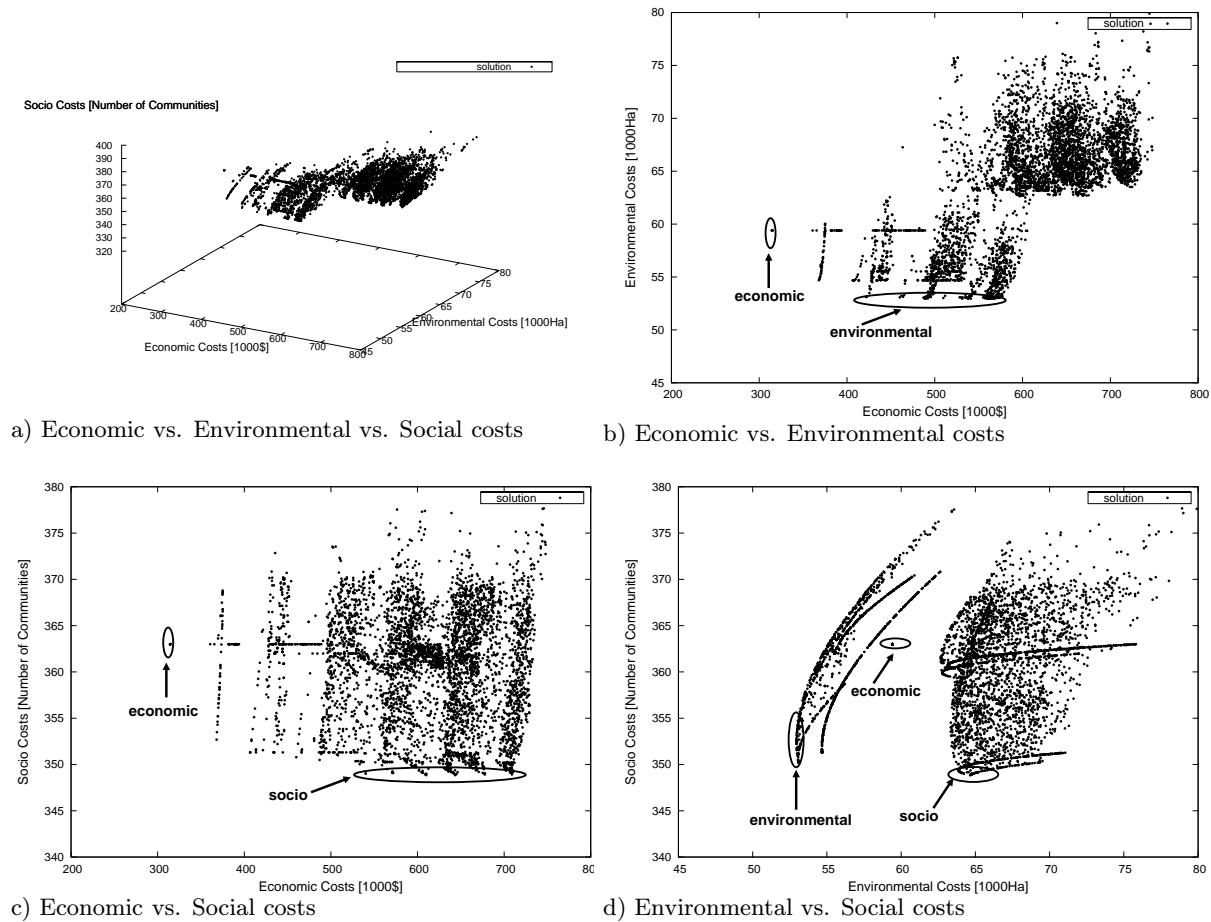 solution
Socio Costs [Number of Communities]
400
390
380
370
360
350
340
330
320
200
300
400
500
600
700
800
45
50
55
60
65
70
75
80
Economic Costs [1000$]
Environmental Costs [1000Ha]
a) Economic vs. Environmental vs. Social costs
80
75
70
65
60
55
50
45
Environmental Costs [1000Ha]
solution
economic
environmental
200 300 400 500 600 700 800
Economic Costs [1000$]
b) Economic vs. Environmental costs
380
375
370
365
360
355
350
345
340
Socio Costs [Number of Communities]
solution
economic
socio
200 300 400 500 600 700 80
Economic Costs [1000$]
c) Economic vs. Social costs
380
375
370
365
360
355
350
345
340
Socio Costs [Number of Communities]
solution
economic
environmental
socio
45 50 55 60 65 70 75 80
Environmental Costs [1000Ha]
d) Environmental vs. Social costs